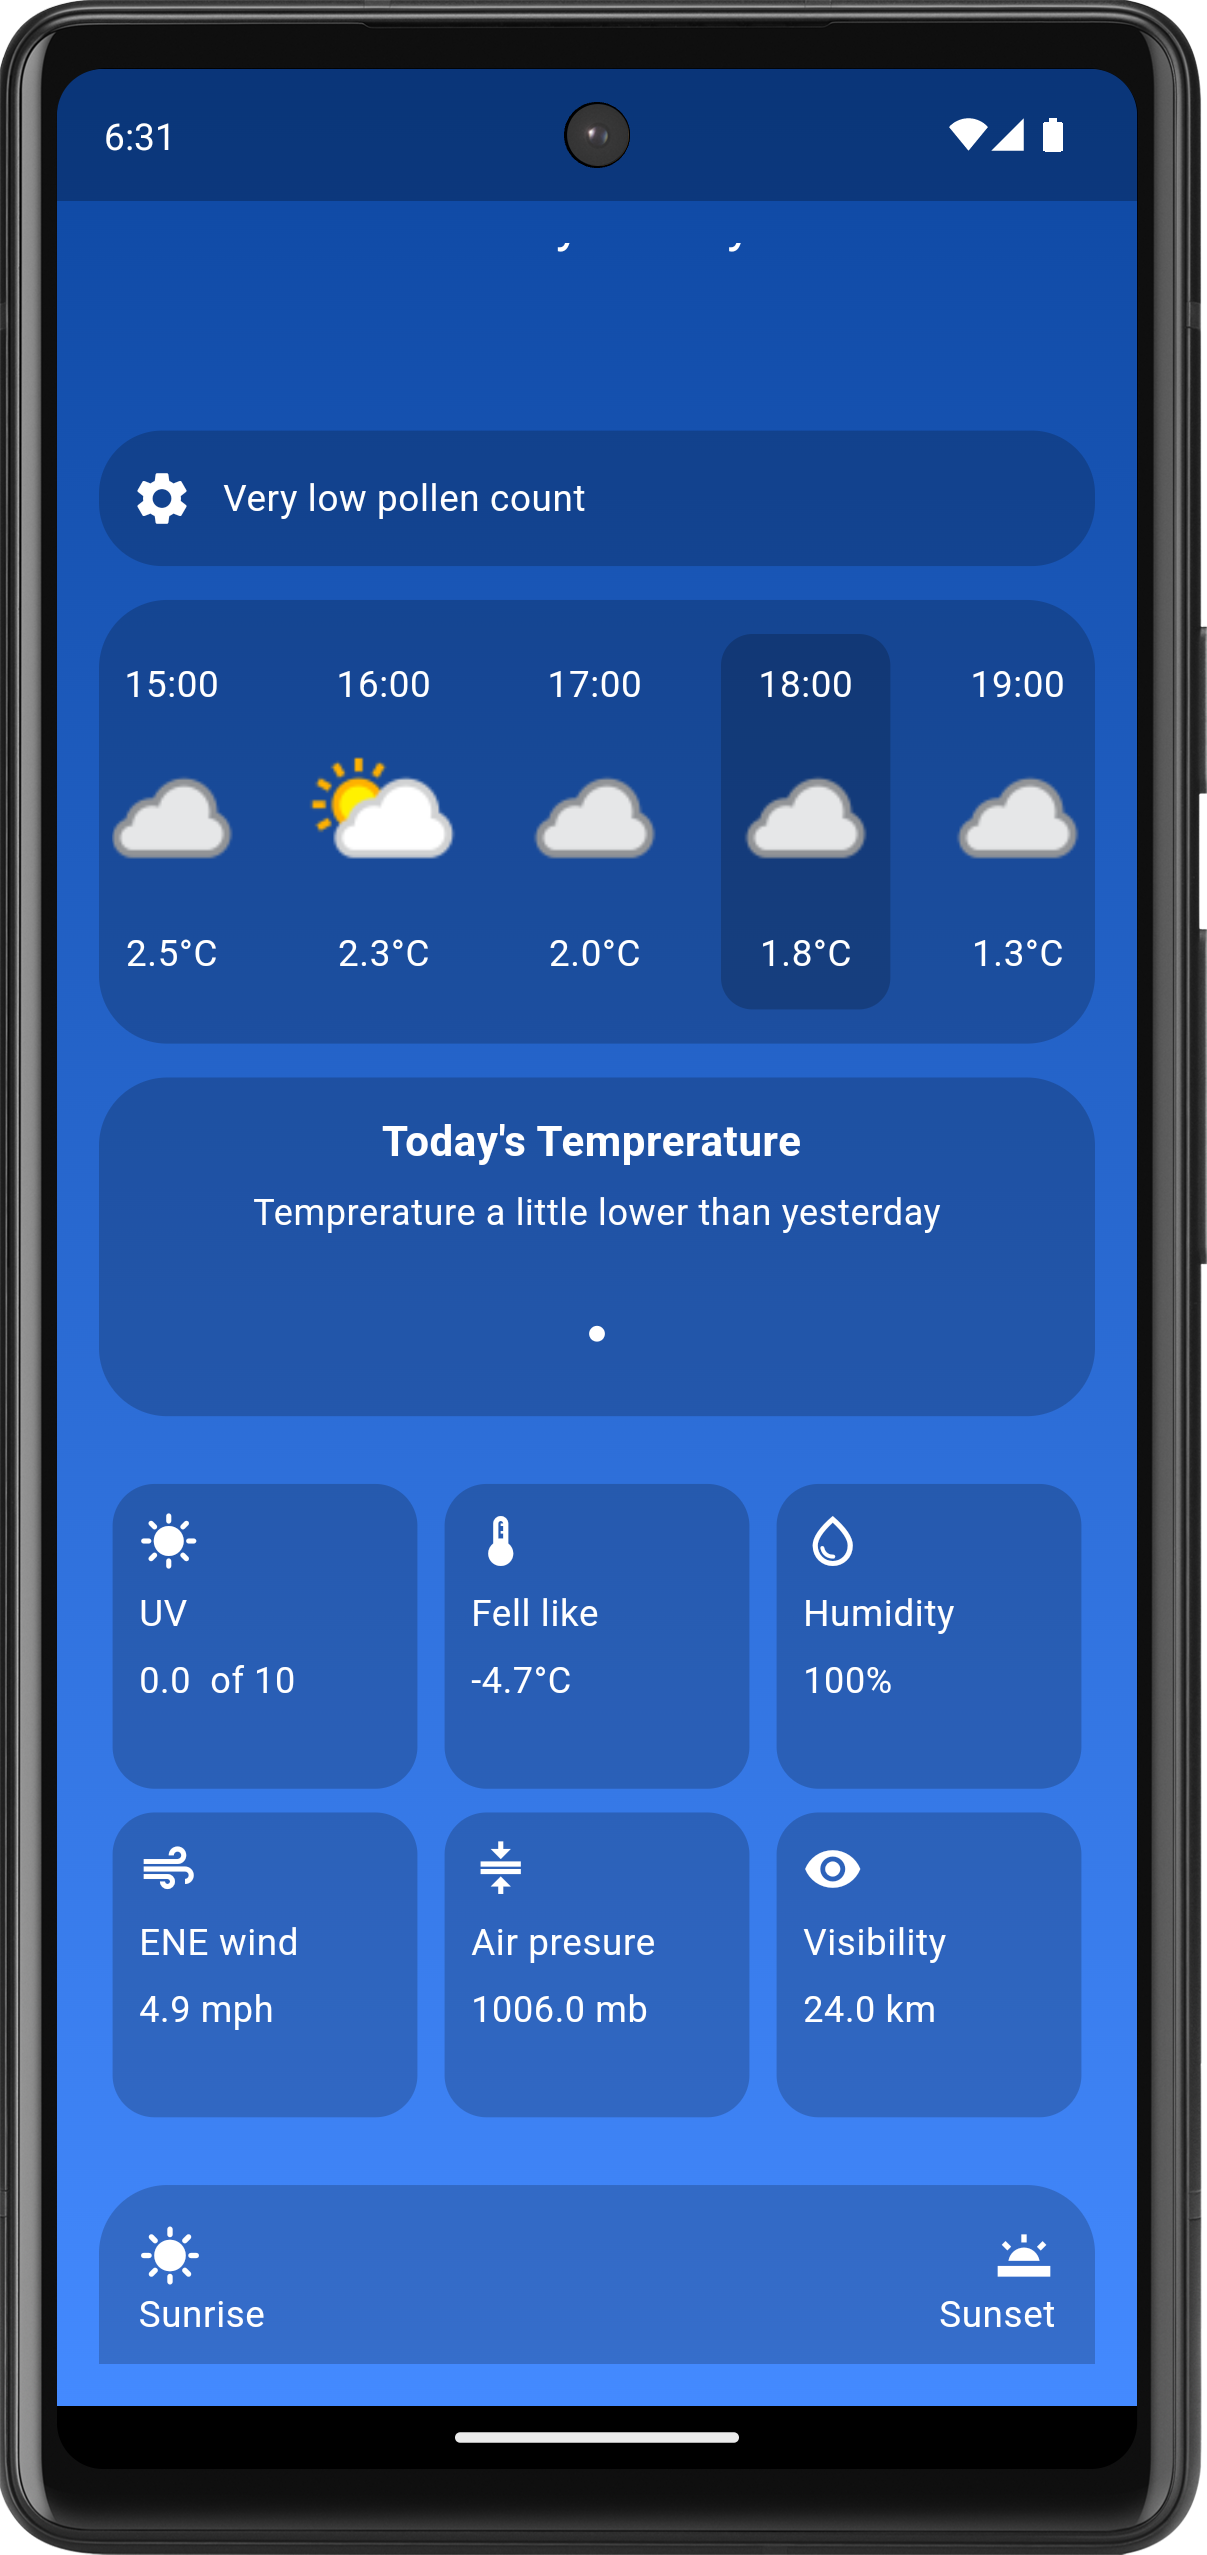 6:31
Very low pollen count
15:00 16:00 17:00 18:00 19:00
2.5°C 2.3°C 2.0°C 1.8°C 1.3°C
Today's Temprerature
Temprerature a little lower than yesterday
UV Fell like Humidity
0.0 of 10 -4.7°C 100%
ENE wind Air presure Visibility
4.9 mph 1006.0 mb 24.0 km
Sunrise Sunset